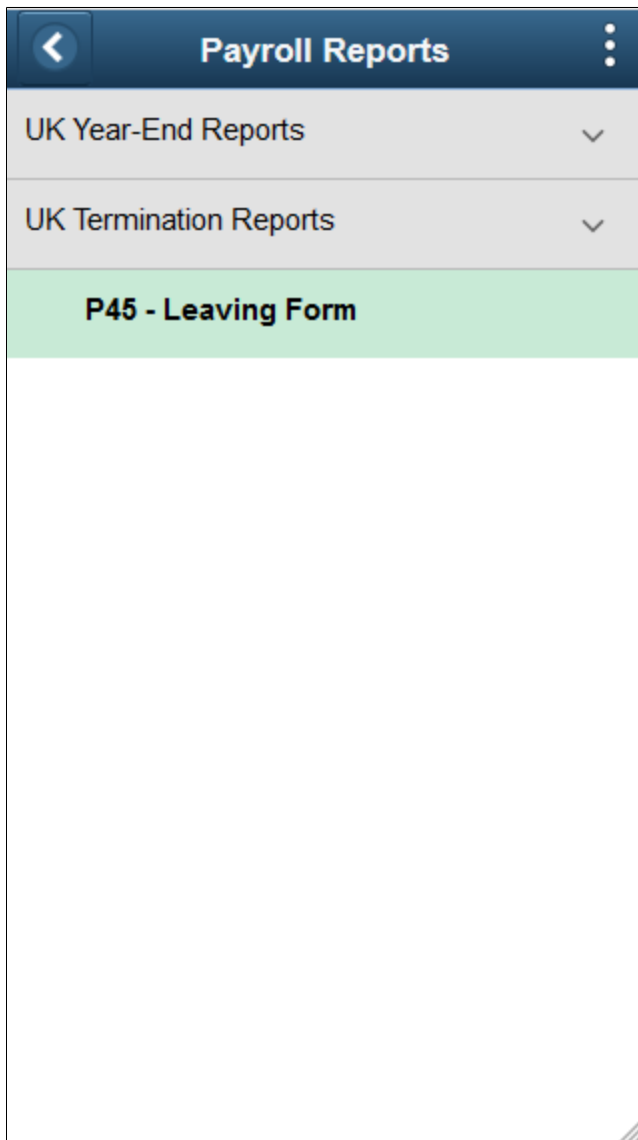 Payroll Reports
UK Year-End Reports
UK Termination Reports
P45 - Leaving Form